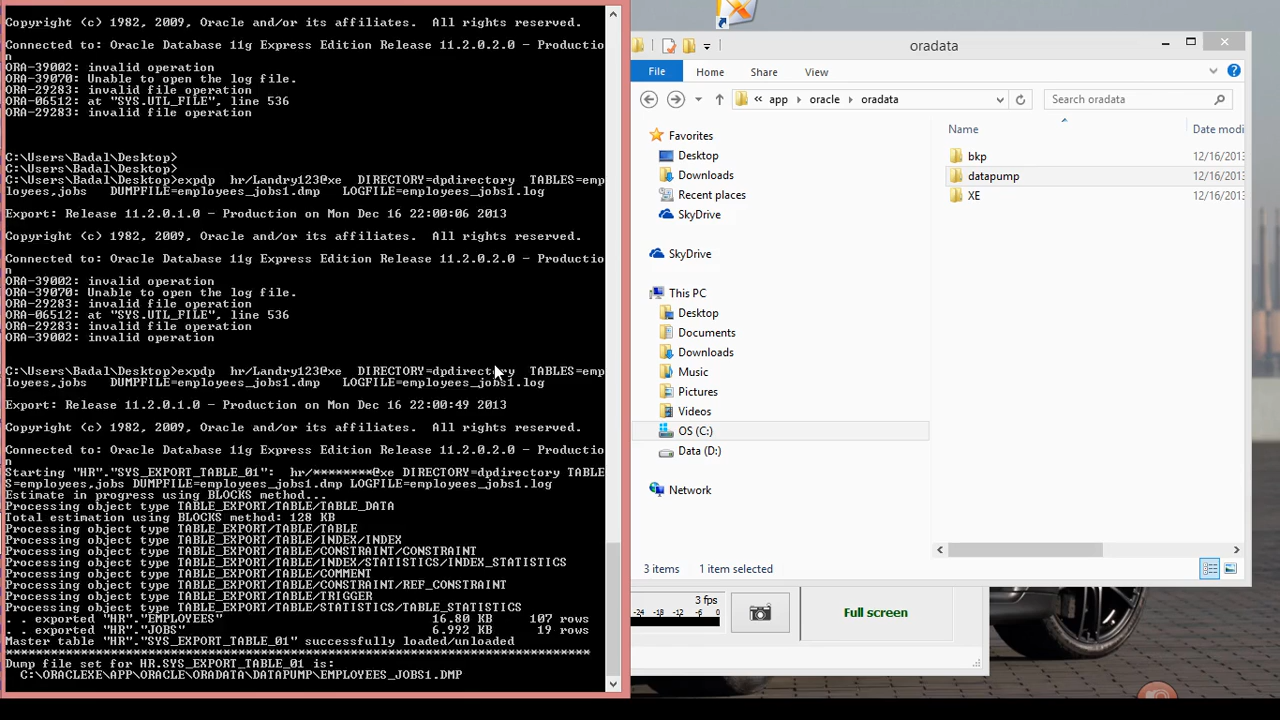 Copyright (c) 1982, 2009, Oracle and/or its affiliates.  All rights reserved.
Connected to: Oracle Database 11g Express Edition Release 11.2.0.2.0 - Productio
n
ORA-39002: invalid operation
ORA-39070: Unable to open the log file.
ORA-29283: invalid file operation
ORA-06512: at "SYS.UTL_FILE", line 536
ORA-29283: invalid file operation
C:\Users\Badal\Desktop>
C:\Users\Badal\Desktop>
C:\Users\Badal\Desktop>expdp  hr/Landry123@xe  DIRECTORY=dpdirectory  TABLES=emp
loyees,jobs   DUMPFILE=employees_jobs1.dmp   LOGFILE=employees_jobs1.log
Export: Release 11.2.0.1.0 - Production on Mon Dec 16 22:00:06 2013
Copyright (c) 1982, 2009, Oracle and/or its affiliates.  All rights reserved.
Connected to: Oracle Database 11g Express Edition Release 11.2.0.2.0 - Productio
n
ORA-39002: invalid operation
ORA-39070: Unable to open the log file.
ORA-29283: invalid file operation
ORA-06512: at "SYS.UTL_FILE", line 536
ORA-29283: invalid file operation
ORA-39002: invalid operation
C:\Users\Badal\Desktop>expdp  hr/Landry123@xe  DIRECTORY=dpdirectory  TABLES=emp
loyees,jobs   DUMPFILE=employees_jobs1.dmp   LOGFILE=employees_jobs1.log
Export: Release 11.2.0.1.0 - Production on Mon Dec 16 22:00:49 2013
Copyright (c) 1982, 2009, Oracle and/or its affiliates.  All rights reserved.
Connected to: Oracle Database 11g Express Edition Release 11.2.0.2.0 - Productio
n
Starting "HR"."SYS_EXPORT_TABLE_01":  hr/********@xe DIRECTORY=dpdirectory TABLE
S=employees,jobs DUMPFILE=employees_jobs1.dmp LOGFILE=employees_jobs1.log
Estimate in progress using BLOCKS method...
Processing object type TABLE_EXPORT/TABLE/TABLE_DATA
Total estimation using BLOCKS method: 128 KB
Processing object type TABLE_EXPORT/TABLE/TABLE
Processing object type TABLE_EXPORT/TABLE/INDEX/INDEX
Processing object type TABLE_EXPORT/TABLE/CONSTRAINT/CONSTRAINT
Processing object type TABLE_EXPORT/TABLE/INDEX/STATISTICS/INDEX_STATISTICS
Processing object type TABLE_EXPORT/TABLE/COMMENT
Processing object type TABLE_EXPORT/TABLE/CONSTRAINT/REF_CONSTRAINT
Processing object type TABLE_EXPORT/TABLE/TRIGGER
Processing object type TABLE_EXPORT/TABLE/STATISTICS/TABLE_STATISTICS
. . exported "HR"."EMPLOYEES"                          16.80 KB     107 rows
. . exported "HR"."JOBS"                               6.992 KB      19 rows
Master table "HR"."SYS_EXPORT_TABLE_01" successfully loaded/unloaded
******************************************************************************
Dump file set for HR.SYS_EXPORT_TABLE_01 is:
  C:\ORACLEXE\APP\ORACLE\ORADATA\DATAPUMP\EMPLOYEES_JOBS1.DMP
oradata
File Home Share View
« app oracle oradata
Search oradata
Favorites
Desktop
Downloads
Recent places
SkyDrive
SkyDrive
This PC
Desktop
Documents
Downloads
Music
Pictures
Videos
OS (C:)
Data (D:)
Network
Name Date modi
bkp 12/16/2013
datapump 12/16/2013
XE 12/16/2013
3 items 1 item selected
3 fps
-24 -18 -12 -6 0
Full screen